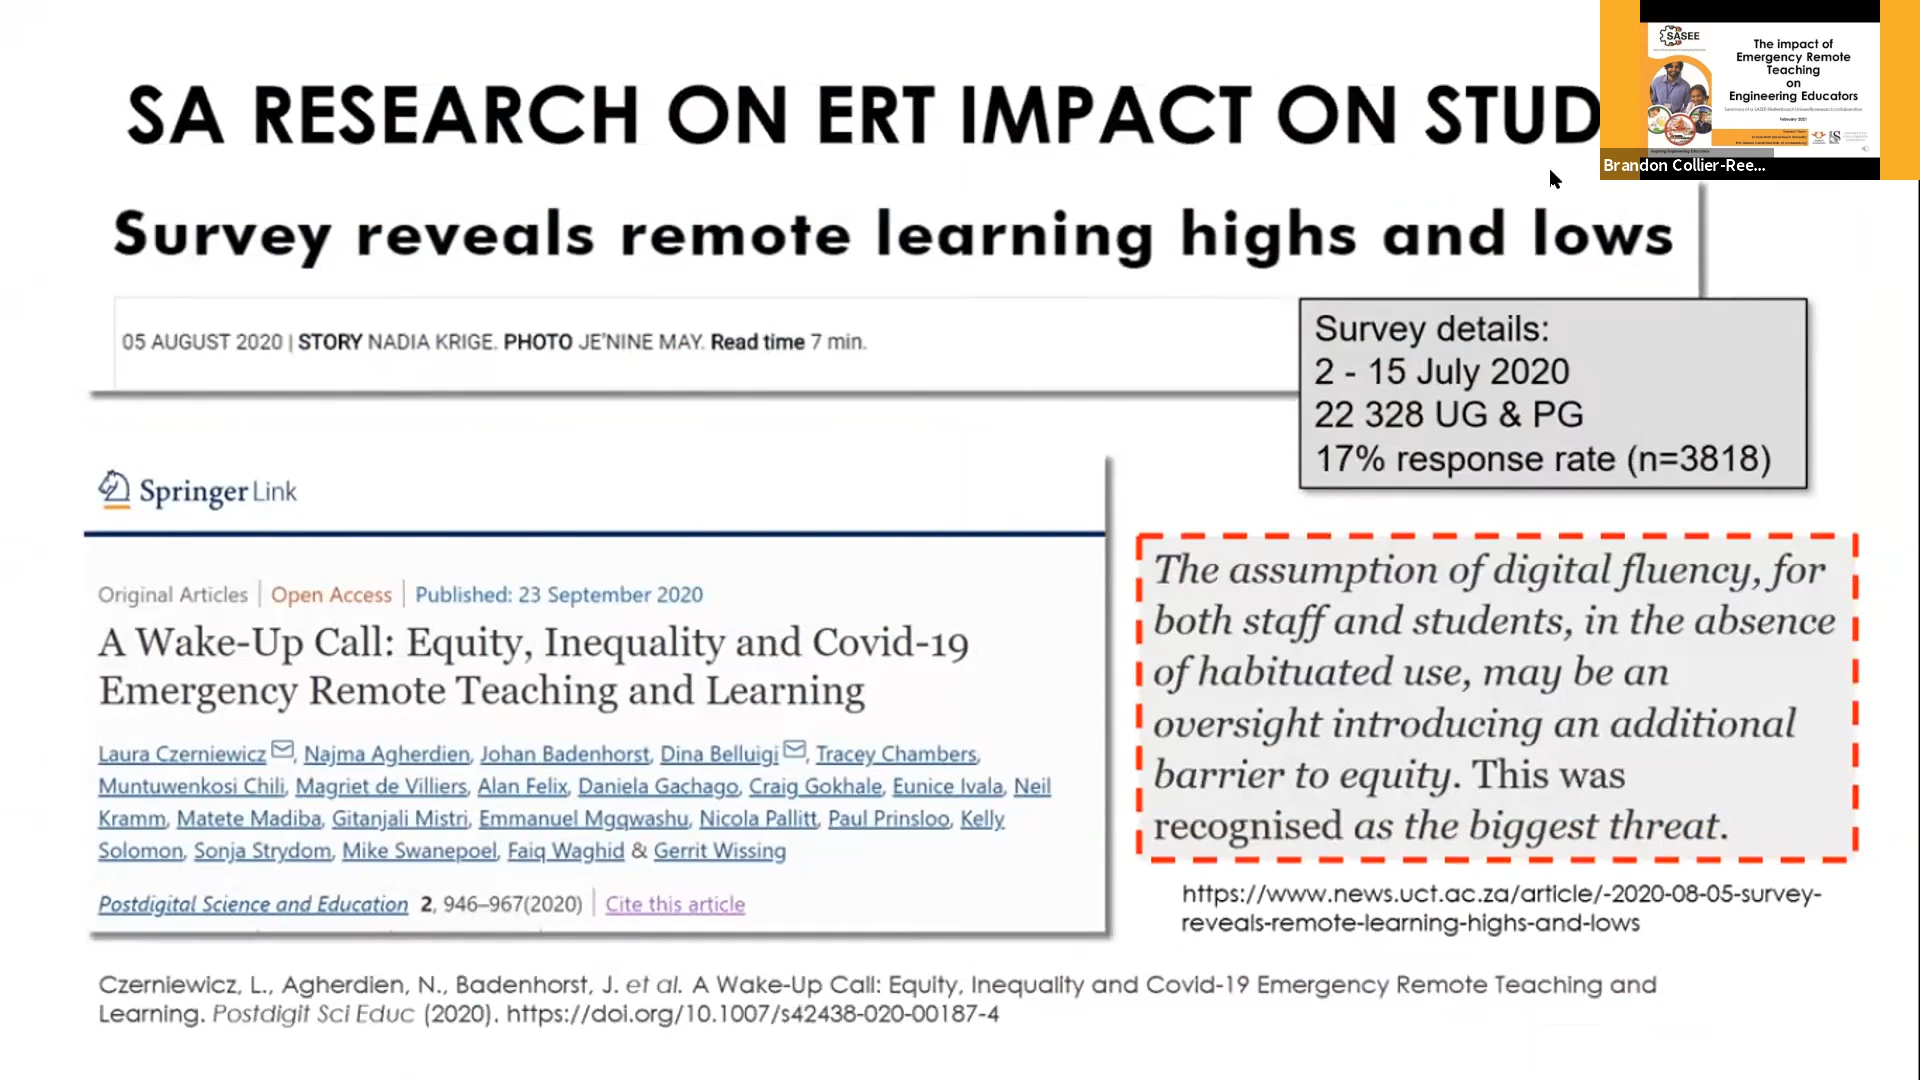 SA RESEARCH ON ERT IMPACT ON STUD
SASEE
The impact of
Emergency Remote
Teaching
on
Engineering Educators
February 2021
Brandon Collier-Ree...
Survey reveals remote learning highs and lows
05 AUGUST 2020 | STORY NADIA KRIGE. PHOTO JE'NINE MAY. Read time 7 min.
Survey details:
2 - 15 July 2020
22 328 UG & PG
17% response rate (n=3818)
Springer Link
Original Articles | Open Access | Published: 23 September 2020
A Wake-Up Call: Equity, Inequality and Covid-19
Emergency Remote Teaching and Learning
Laura Czerniewicz, Najma Agherdien, Johan Badenhorst, Dina Belluigi, Tracey Chambers,
Muntuwenkosi Chili, Magriet de Villiers, Alan Felix, Daniela Gachago, Craig Gokhale, Eunice Ivala, Neil
Kramm, Matete Madiba, Gitanjali Mistri, Emmanuel Mgqwashu, Nicola Pallitt, Paul Prinsloo, Kelly
Solomon, Sonja Strydom, Mike Swanepoel, Faiq Waghid & Gerrit Wissing
Postdigital Science and Education 2, 946–967(2020) | Cite this article
The assumption of digital fluency, for
both staff and students, in the absence
of habituated use, may be an
oversight introducing an additional
barrier to equity. This was
recognised as the biggest threat.
https://www.news.uct.ac.za/article/-2020-08-05-survey-
reveals-remote-learning-highs-and-lows
Czerniewicz, L., Agherdien, N., Badenhorst, J. et al. A Wake-Up Call: Equity, Inequality and Covid-19 Emergency Remote Teaching and
Learning. Postdigit Sci Educ (2020). https://doi.org/10.1007/s42438-020-00187-4